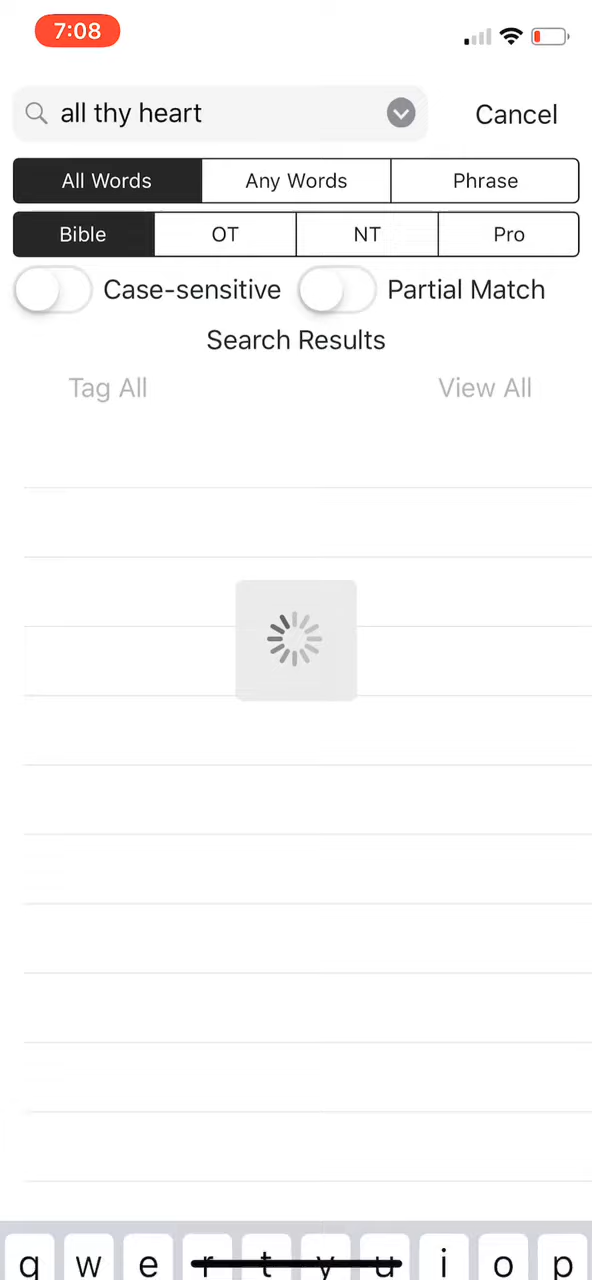 7:08
all thy heart Cancel
All Words Any Words Phrase
Bible OT NT Pro
Case-sensitive Partial Match
Search Results
Tag All View All
q w e r t y u i o p